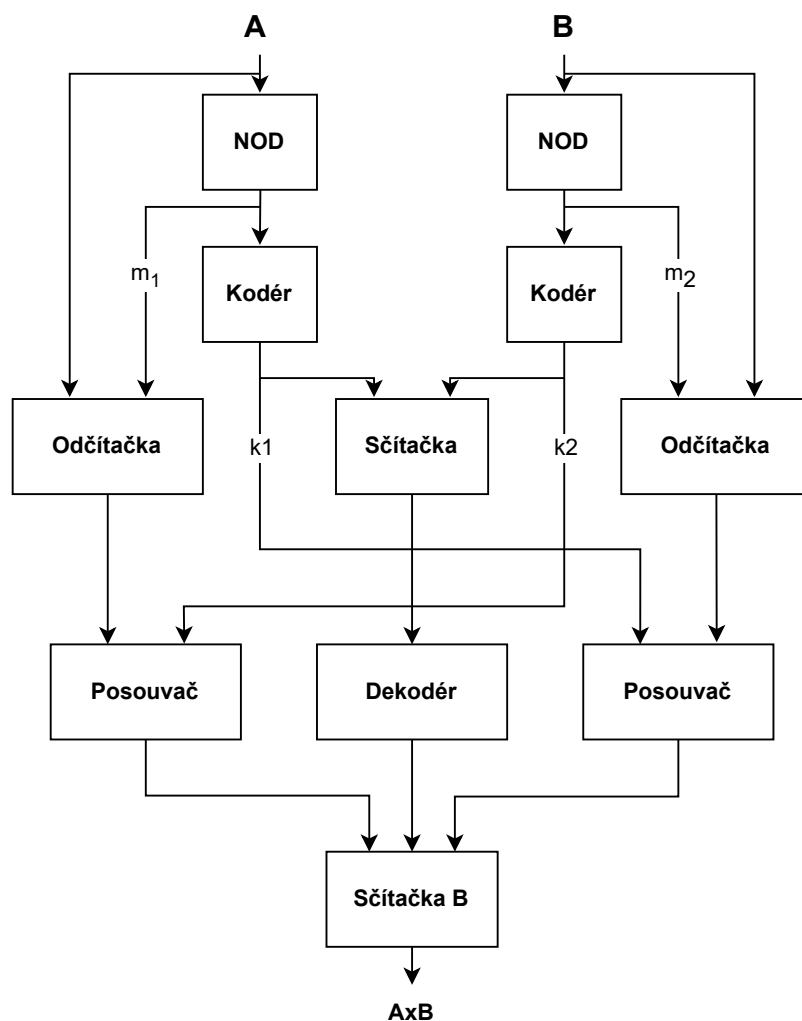 A
B
NOD
NOD
m1
m2
Kodér
Kodér
Odčítačka
k1
Sčítačka
k2
Odčítačka
Posouvač
Dekodér
Posouvač
Sčítačka B
AxB